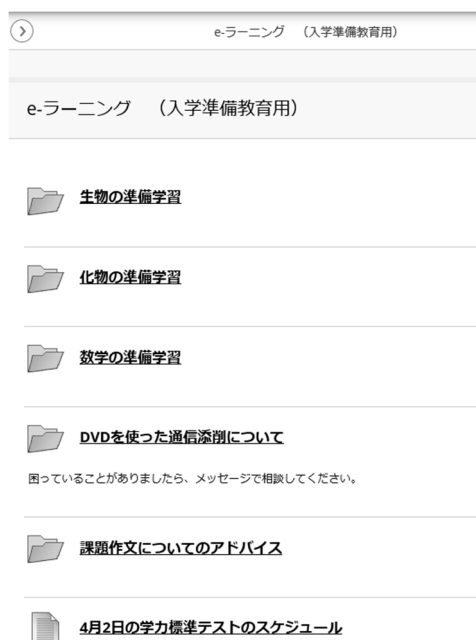 e-ラーニング （入学準備教育用）
e-ラーニング （入学準備教育用）
生物の準備学習
化物の準備学習
数学の準備学習
DVDを使った通信添削について
困っていることがありましたら、メッセージで相談してください。
課題作文についてのアドバイス
4月2日の学力標準テストのスケジュール